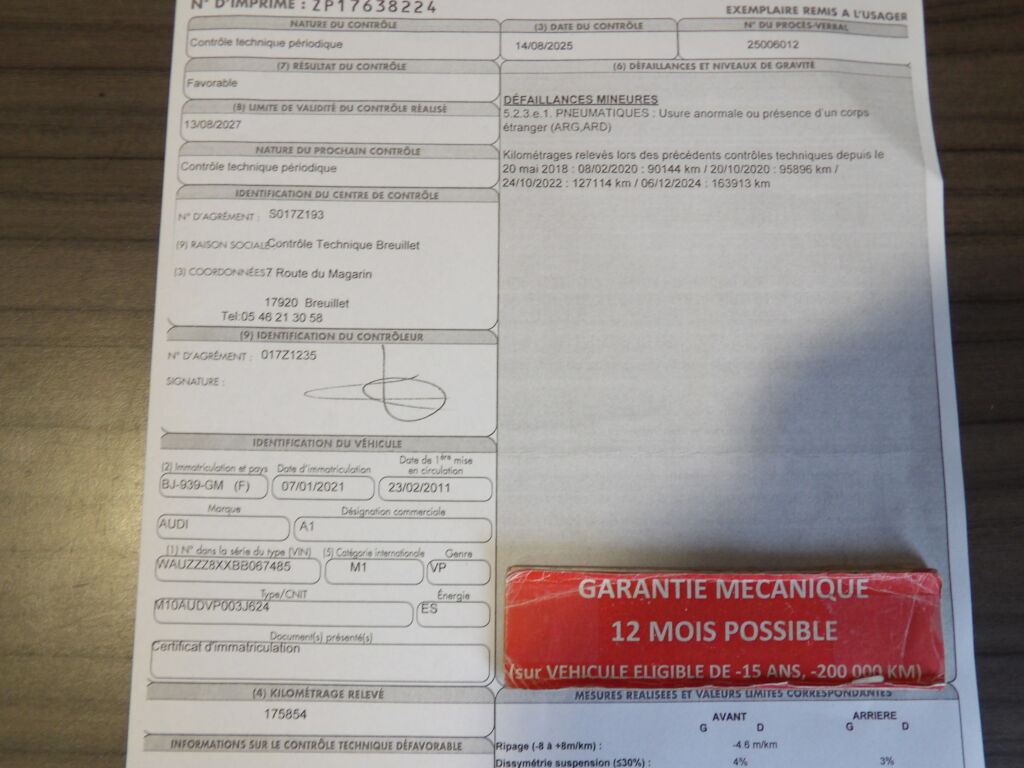 N° D'IMPRIMÉ : ZP17638224
EXEMPLAIRE REMIS A L'USAGER
NATURE DU CONTRÔLE
Contrôle technique périodique
(3) DATE DU CONTRÔLE
14/08/2025
N° DU PROCÈS-VERBAL
25006012
(7) RÉSULTAT DU CONTRÔLE
Favorable
(8) LIMITE DE VALIDITÉ DU CONTRÔLE RÉALISÉ
13/08/2027
NATURE DU PROCHAIN CONTRÔLE
Contrôle technique périodique
IDENTIFICATION DU CENTRE DE CONTRÔLE
N° D'AGRÉMENT : S017Z193
(9) RAISON SOCIALE Contrôle Technique Breuillet
(3) COORDONNÉES 7 Route du Magarin
17920 Breuillet
Tel:05 46 21 30 58
(9) IDENTIFICATION DU CONTRÔLEUR
N° D'AGRÉMENT : 017Z1235
SIGNATURE :
IDENTIFICATION DU VÉHICULE
(2) Immatriculation et pays
BJ-939-GM (F)
Date d'immatriculation
07/01/2021
Date de 1ère mise
en circulation
23/02/2011
Marque
AUDI
Désignation commerciale
A1
(1) N° dans la série du type (VIN)
WAUZZZ8XXBB067485
(5) Catégorie internationale
M1
Genre
VP
Type/CNIT
M10AUDVP003J624
Énergie
ES
Document(s) présenté(s)
Certificat d'immatriculation
(4) KILOMÉTRAGE RELEVÉ
175854
INFORMATIONS SUR LE CONTRÔLE TECHNIQUE DÉFAVORABLE
(6) DÉFAILLANCES ET NIVEAUX DE GRAVITÉ
DÉFAILLANCES MINEURES
5.2.3.e.1. PNEUMATIQUES : Usure anormale ou présence d'un corps
étranger (ARG,ARD)
Kilométrages relevés lors des précédents contrôles techniques depuis le
20 mai 2018 : 08/02/2020 : 90144 km / 20/10/2020 : 95896 km /
24/10/2022 : 127114 km / 06/12/2024 : 163913 km
GARANTIE MECANIQUE
12 MOIS POSSIBLE
(sur VEHICULE ELIGIBLE DE -15 ANS, -200 000 KM)
MESURES RÉALISÉES ET VALEURS LIMITES CORRESPONDANTES
AVANT ARRIERE
G D G D
Ripage (-8 à +8m/km) : -4.6 m/km
Dissymétrie suspension (≤30%) : 4% 3%